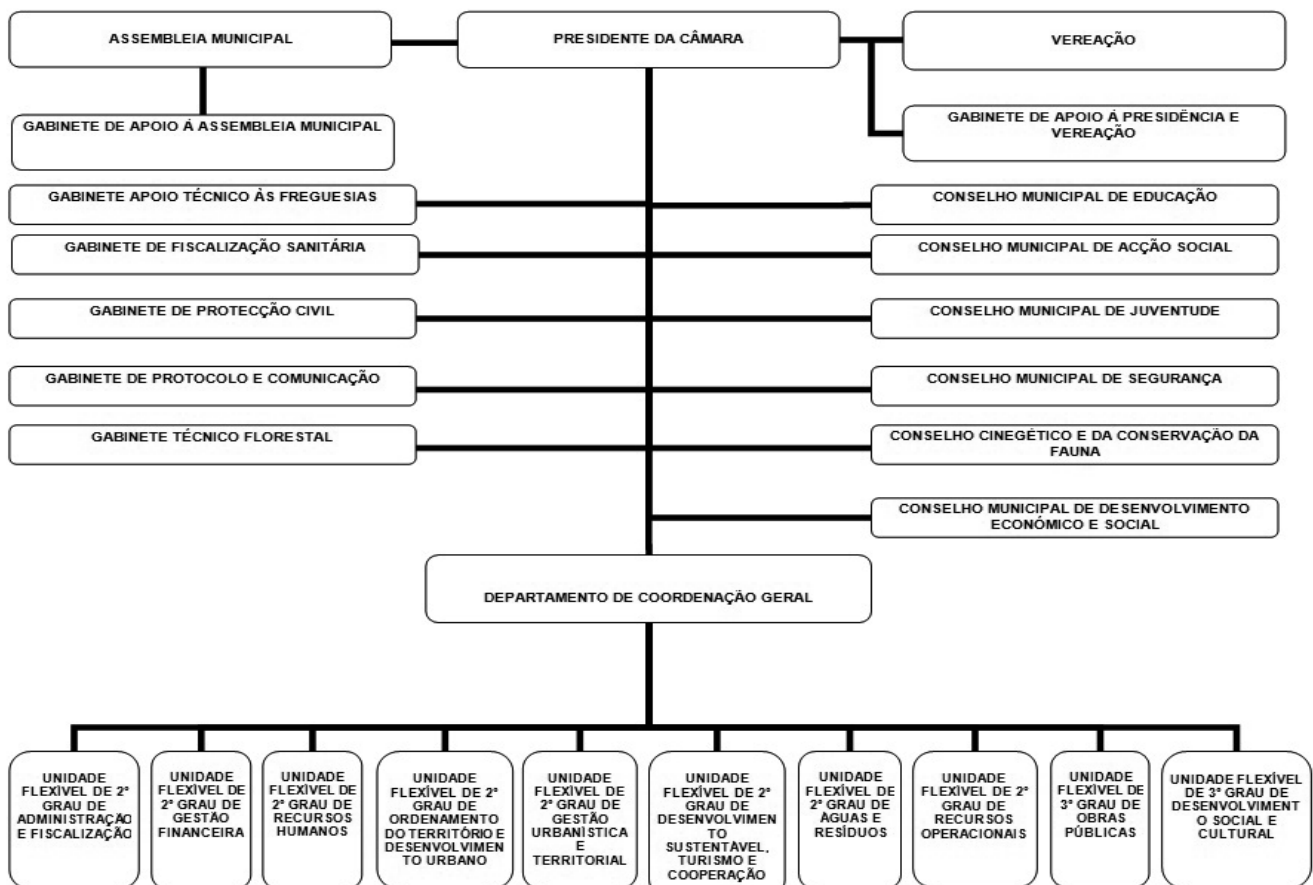 ASSEMBLEIA MUNICIPAL
PRESIDENTE DA CÂMARA
VEREAÇÃO
GABINETE DE APOIO Á ASSEMBLEIA MUNICIPAL
GABINETE DE APOIO Á PRESIDÊNCIA E
VEREAÇÃO
GABINETE APOIO TÉCNICO ÀS FREGUESIAS
CONSELHO MUNICIPAL DE EDUCAÇÃO
GABINETE DE FISCALIZAÇÃO SANITÁRIA
CONSELHO MUNICIPAL DE ACÇÃO SOCIAL
GABINETE DE PROTECÇÃO CIVIL
CONSELHO MUNICIPAL DE JUVENTUDE
GABINETE DE PROTOCOLO E COMUNICAÇÃO
CONSELHO MUNICIPAL DE SEGURANÇA
GABINETE TÉCNICO FLORESTAL
CONSELHO CINEGÉTICO E DA CONSERVAÇÃO DA
FAUNA
CONSELHO MUNICIPAL DE DESENVOLVIMENTO
ECONÓMICO E SOCIAL
DEPARTAMENTO DE COORDENAÇÃO GERAL
UNIDADE
FLEXÍVEL DE 2º
GRAU DE
ADMINISTRAÇÃO
E FISCALIZAÇÃO
UNIDADE
FLEXÍVEL DE
2º GRAU DE
GESTÃO
FINANCEIRA
UNIDADE
FLEXÍVEL DE
2º GRAU DE
RECURSOS
HUMANOS
UNIDADE
FLEXÍVEL DE 2º
GRAU DE
ORDENAMENTO
DO TERRITÓRIO E
DESENVOLVIMEN
TO URBANO
UNIDADE
FLEXÍVEL DE
2º GRAU DE
GESTÃO
URBANÍSTICA
E
TERRITORIAL
UNIDADE
FLEXÍVEL DE 2º
GRAU DE
DESENVOLVIMEN
TO
SUSTENTÁVEL,
TURISMO E
COOPERAÇÃO
UNIDADE
FLEXÍVEL DE
2º GRAU DE
ÁGUAS E
RESÍDUOS
UNIDADE
FLEXÍVEL DE 2º
GRAU DE
RECURSOS
OPERACIONAIS
UNIDADE
FLEXÍVEL DE
3º GRAU DE
OBRAS
PÚBLICAS
UNIDADE FLEXÍVEL
DE 3º GRAU DE
DESENVOLVIMENT
O SOCIAL E
CULTURAL